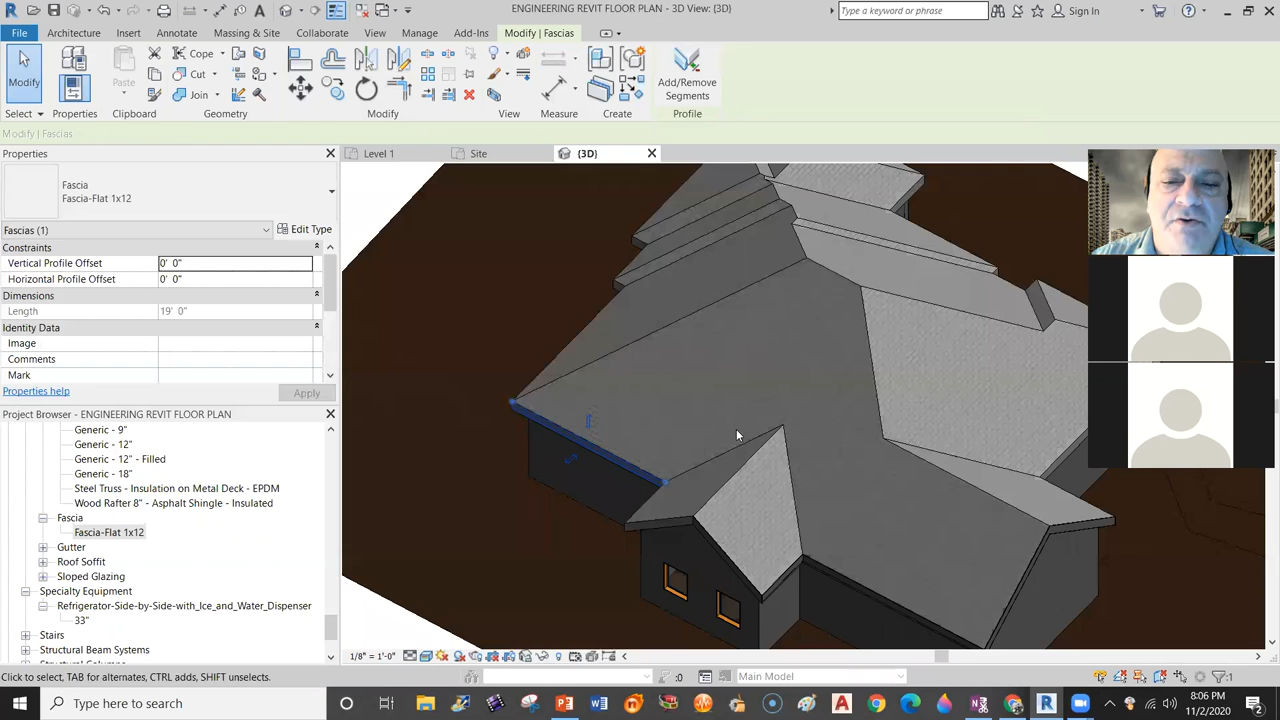 ENGINEERING REVIT FLOOR PLAN - 3D View: {3D}
Type a keyword or phrase
Sign In
File
Architecture
Insert
Annotate
Massing & Site
Collaborate
View
Manage
Add-Ins
Modify | Fascias
Modify
Paste
Cope
Cut
Join
Add/Remove
Segments
Select
Properties
Clipboard
Geometry
Modify
View
Measure
Create
Profile
Modify | Fascias
Properties
Level 1
Site
{3D}
Fascia
Fascia-Flat 1x12
Fascias (1)
Edit Type
Constraints
Vertical Profile Offset
0' 0"
Horizontal Profile Offset
0' 0"
Dimensions
Length
19' 0"
Identity Data
Image
Comments
Mark
Properties help
Apply
Project Browser - ENGINEERING REVIT FLOOR PLAN
Generic - 9"
Generic - 12"
Generic - 12" - Filled
Generic - 18"
Steel Truss - Insulation on Metal Deck - EPDM
Wood Rafter 8" - Asphalt Shingle - Insulated
Fascia
Fascia-Flat 1x12
Gutter
Roof Soffit
Sloped Glazing
Specialty Equipment
Refrigerator-Side-by-Side-with_Ice_and_Water_Dispenser
33"
Stairs
Structural Beam Systems
1/8" = 1'-0"
Click to select, TAB for alternates, CTRL adds, SHIFT unselects.
:0
Main Model
:1
Type here to search
8:06 PM
11/2/2020